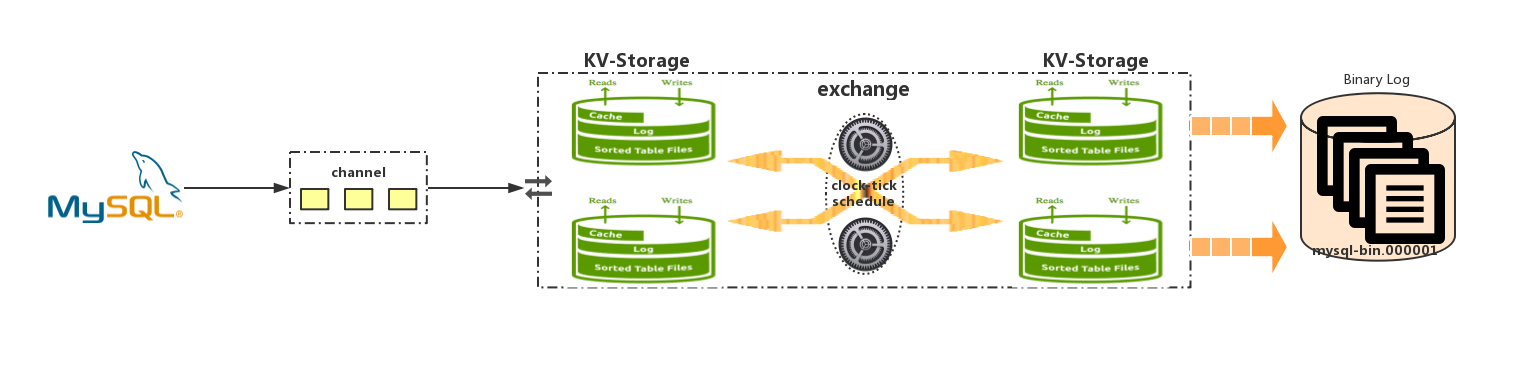 KV-Storage
KV-Storage
exchange
Binary Log
Reads
Writes
Cache
Log
Sorted Table Files
Reads
Writes
Cache
Log
Sorted Table Files
MySQL®
channel
clock-tick
schedule
Reads
Writes
Cache
Log
Sorted Table Files
Reads
Writes
Cache
Log
Sorted Table Files
mysql-bin.000001